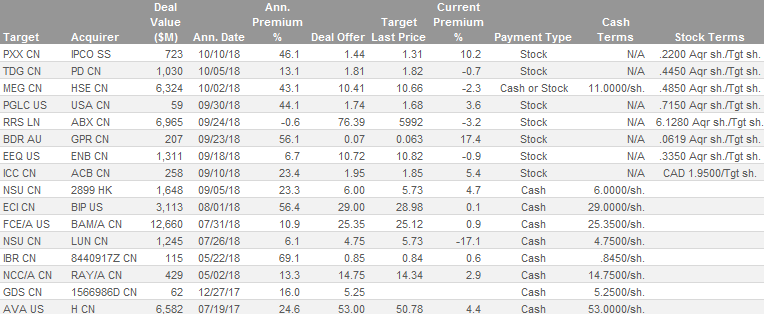 Deal Ann. Current
Value Premium Target Premium Cash
Target Acquirer ($M) Ann. Date % Deal Offer Last Price % Payment Type Terms Stock Terms
PXX CN IPCO SS 723 10/10/18 46.1 1.44 1.31 10.2 Stock N/A .2200 Aqr sh./Tgt sh.
TDG CN PD CN 1,030 10/05/18 13.1 1.81 1.82 -0.7 Stock N/A .4450 Aqr sh./Tgt sh.
MEG CN HSE CN 6,324 10/02/18 43.1 10.41 10.66 -2.3 Cash or Stock 11.0000/sh. .4850 Aqr sh./Tgt sh.
PGLC US USA CN 59 09/30/18 44.1 1.74 1.68 3.6 Stock N/A .7150 Aqr sh./Tgt sh.
RRS LN ABX CN 6,965 09/24/18 -0.6 76.39 5992 -3.2 Stock N/A 6.1280 Aqr sh./Tgt sh.
BDR AU GPR CN 207 09/23/18 56.1 0.07 0.063 17.4 Stock N/A .0619 Aqr sh./Tgt sh.
EEQ US ENB CN 1,311 09/18/18 6.7 10.72 10.82 -0.9 Stock N/A .3350 Aqr sh./Tgt sh.
ICC CN ACB CN 258 09/10/18 23.4 1.95 1.85 5.4 Stock N/A CAD 1.9500/Tgt sh.
NSU CN 2899 HK 1,648 09/05/18 23.3 6.00 5.73 4.7 Cash 6.0000/sh.
ECI CN BIP US 3,113 08/01/18 56.4 29.00 28.98 0.1 Cash 29.0000/sh.
FCE/A US BAM/A CN 12,660 07/31/18 10.9 25.35 25.12 0.9 Cash 25.3500/sh.
NSU CN LUN CN 1,245 07/26/18 6.1 4.75 5.73 -17.1 Cash 4.7500/sh.
IBR CN 8440917Z CN 115 05/22/18 69.1 0.85 0.84 0.6 Cash .8450/sh.
NCC/A CN RAY/A CN 429 05/02/18 13.3 14.75 14.34 2.9 Cash 14.7500/sh.
GDS CN 1566986D CN 62 12/27/17 16.0 5.25 Cash 5.2500/sh.
AVA US H CN 6,582 07/19/17 24.6 53.00 50.78 4.4 Cash 53.0000/sh.